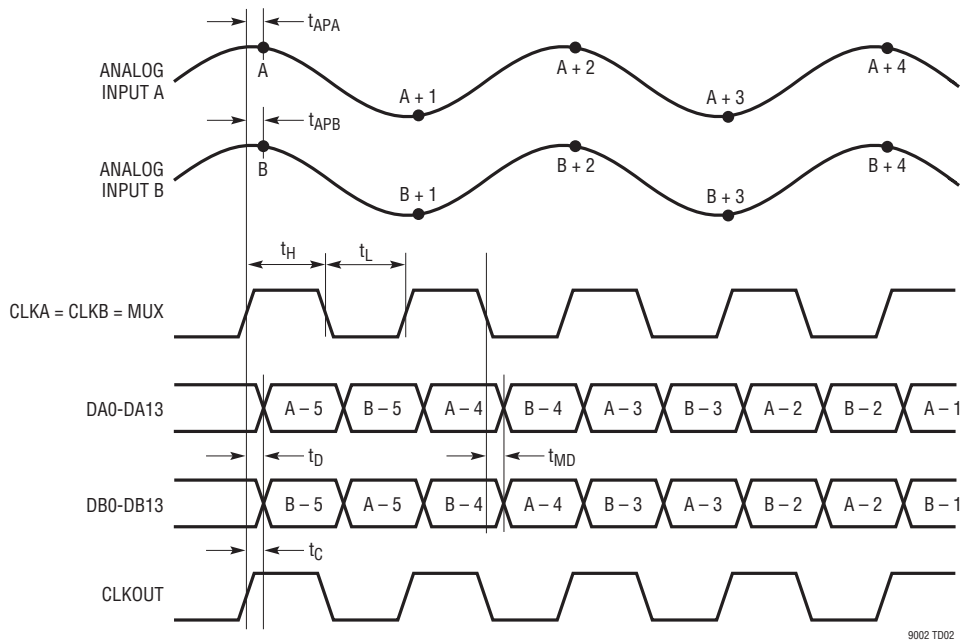 tAPA
ANALOG
INPUT A
A
A + 1
A + 2
A + 3
A + 4
tAPB
ANALOG
INPUT B
B
B + 1
B + 2
B + 3
B + 4
tH
tL
CLKA = CLKB = MUX
DA0-DA13
A – 5
B – 5
A – 4
B – 4
A – 3
B – 3
A – 2
B – 2
A – 1
tD
tMD
DB0-DB13
B – 5
A – 5
B – 4
A – 4
B – 3
A – 3
B – 2
A – 2
B – 1
tC
CLKOUT
9002 TD02